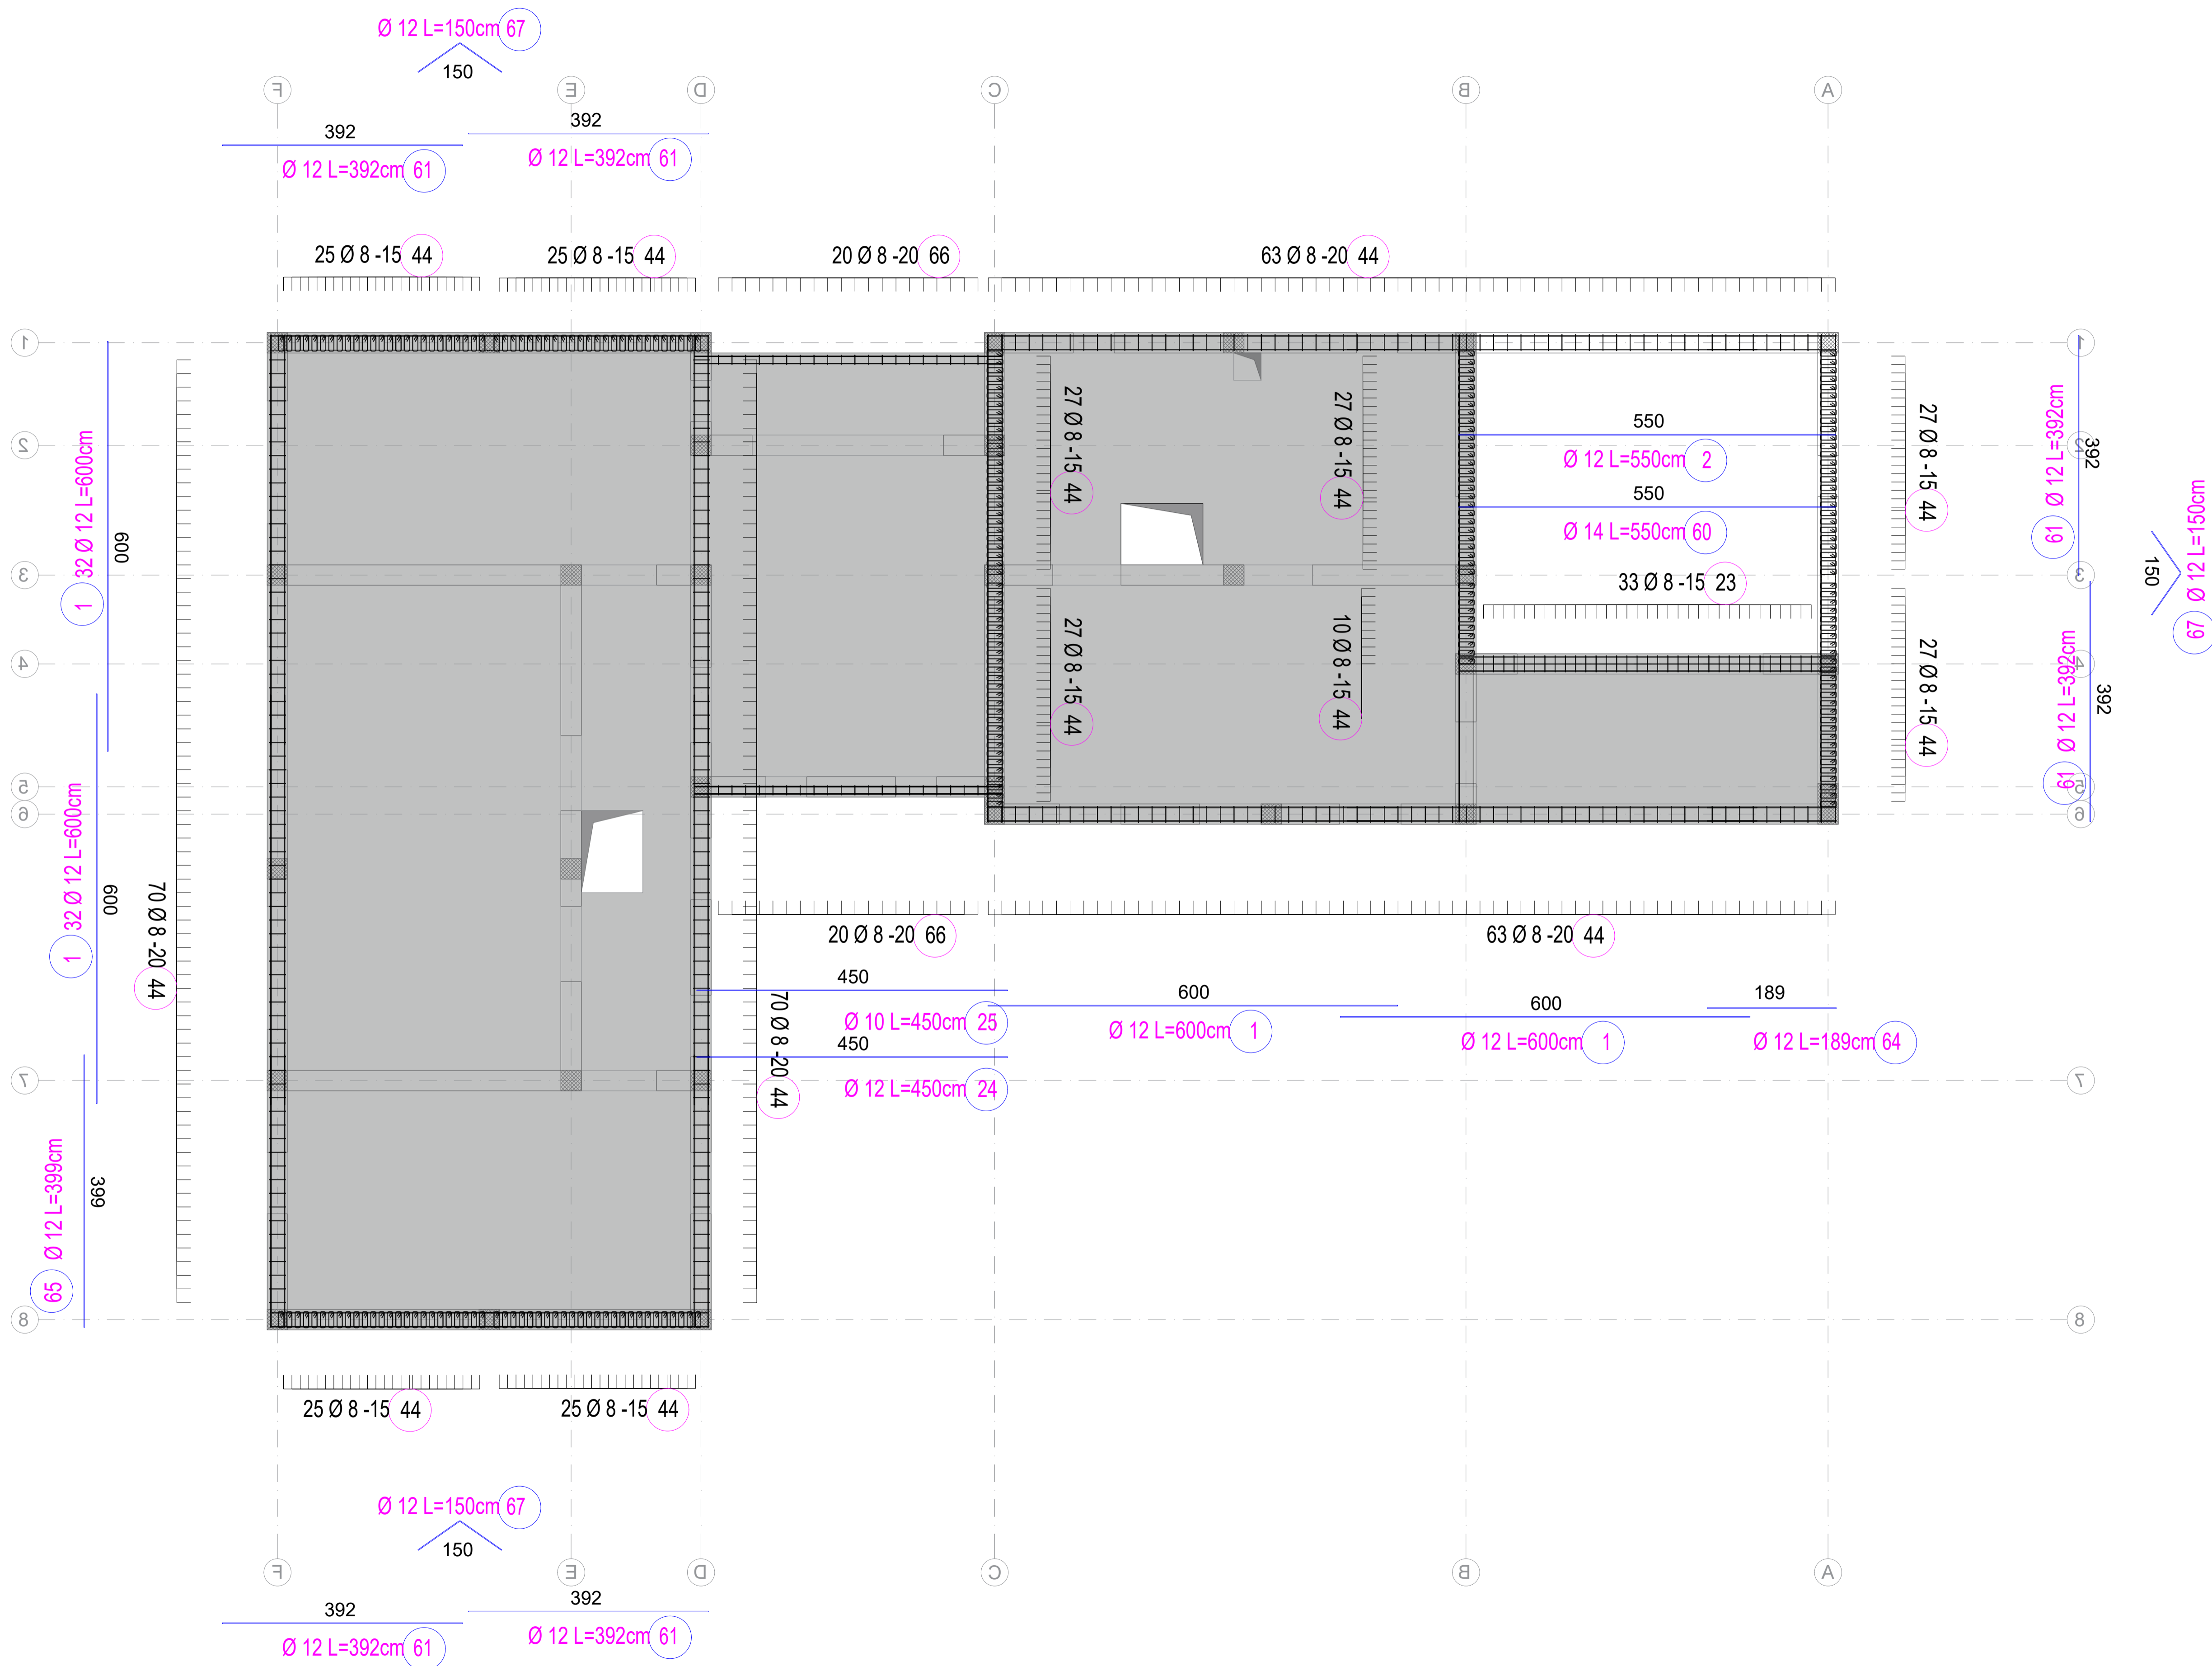 Ø 12 L=150cm 67
150
F E D C B A
392
392
Ø 12 L=392cm 61
Ø 12 L=392cm 61
25 Ø 8 -15 44
25 Ø 8 -15 44
20 Ø 8 -20 66
63 Ø 8 -20 44
1
1
27 Ø 8 -15 44
27 Ø 8 -15 44
27 Ø 8 -15 44
61 Ø 12 L=392cm
392
550
Ø 12 L=550cm 2
2
2
1 32 Ø 12 L=600cm
600
550
Ø 14 L=550cm 60
67 Ø 12 L=150cm
150
3
3
33 Ø 8 -15 23
27 Ø 8 -15 44
10 Ø 8 -15 44
27 Ø 8 -15 44
61 Ø 12 L=392cm
392
4
4
5
5
6
6
1 32 Ø 12 L=600cm
600
70 Ø 8 -20 44
20 Ø 8 -20 66
63 Ø 8 -20 44
450
Ø 10 L=450cm 25
450
Ø 12 L=450cm 24
70 Ø 8 -20 44
600
Ø 12 L=600cm 1
600
Ø 12 L=600cm 1
189
Ø 12 L=189cm 64
7
7
65 Ø 12 L=399cm
399
8
8
25 Ø 8 -15 44
25 Ø 8 -15 44
Ø 12 L=150cm 67
150
F E D C B A
392
392
Ø 12 L=392cm 61
Ø 12 L=392cm 61